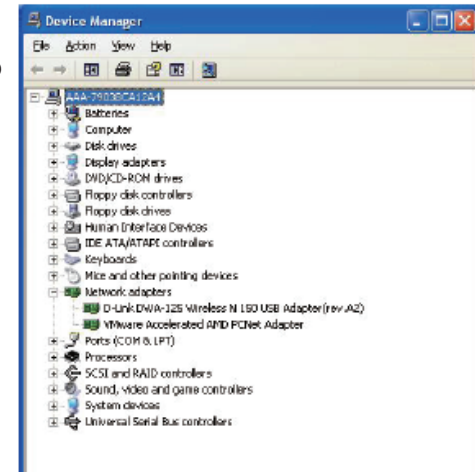 Device Manager
File Action View Help
AAA-79038CA12A4
Batteries
Computer
Disk drives
Display adapters
DVD/CD-ROM drives
Floppy disk controllers
Floppy disk drives
Human Interface Devices
IDE ATA/ATAPI controllers
Keyboards
Mice and other pointing devices
Network adapters
D-Link DWA-125 Wireless N 150 USB Adapter(rev.A2)
VMware Accelerated AMD PCNet Adapter
Ports (COM & LPT)
Processors
SCSI and RAID controllers
Sound, video and game controllers
System devices
Universal Serial Bus controllers